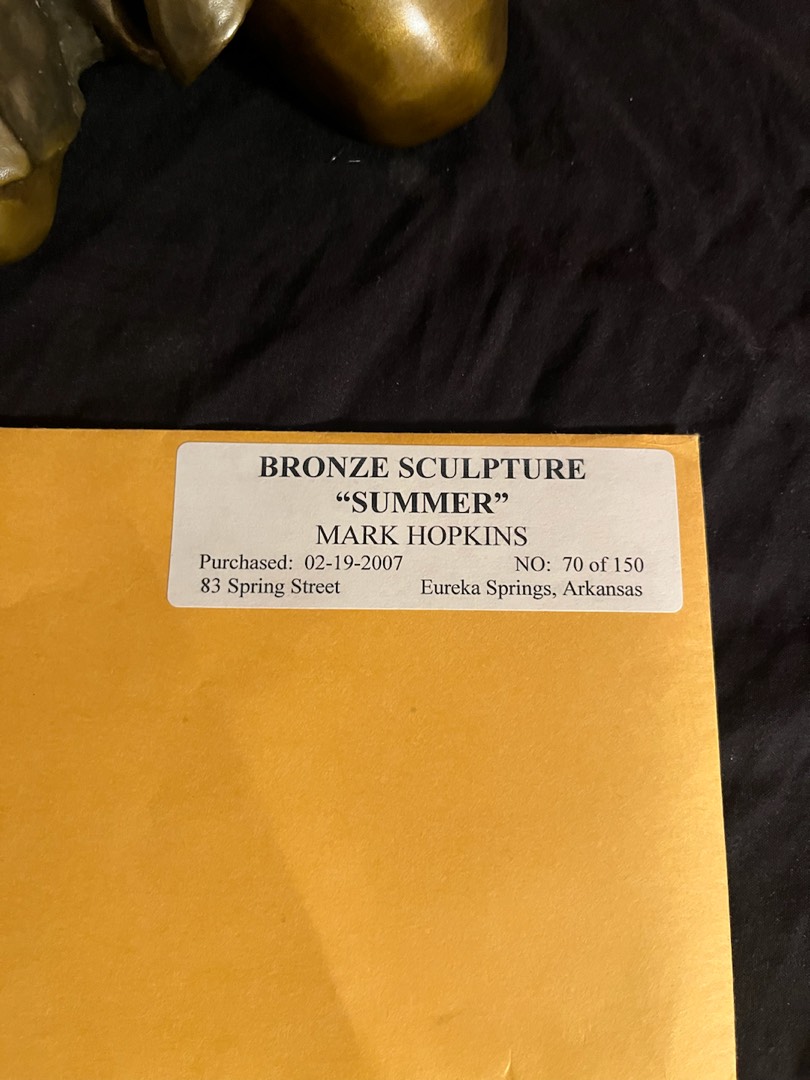 BRONZE SCULPTURE
“SUMMER”
MARK HOPKINS
Purchased: 02-19-2007 NO: 70 of 150
83 Spring Street Eureka Springs, Arkansas